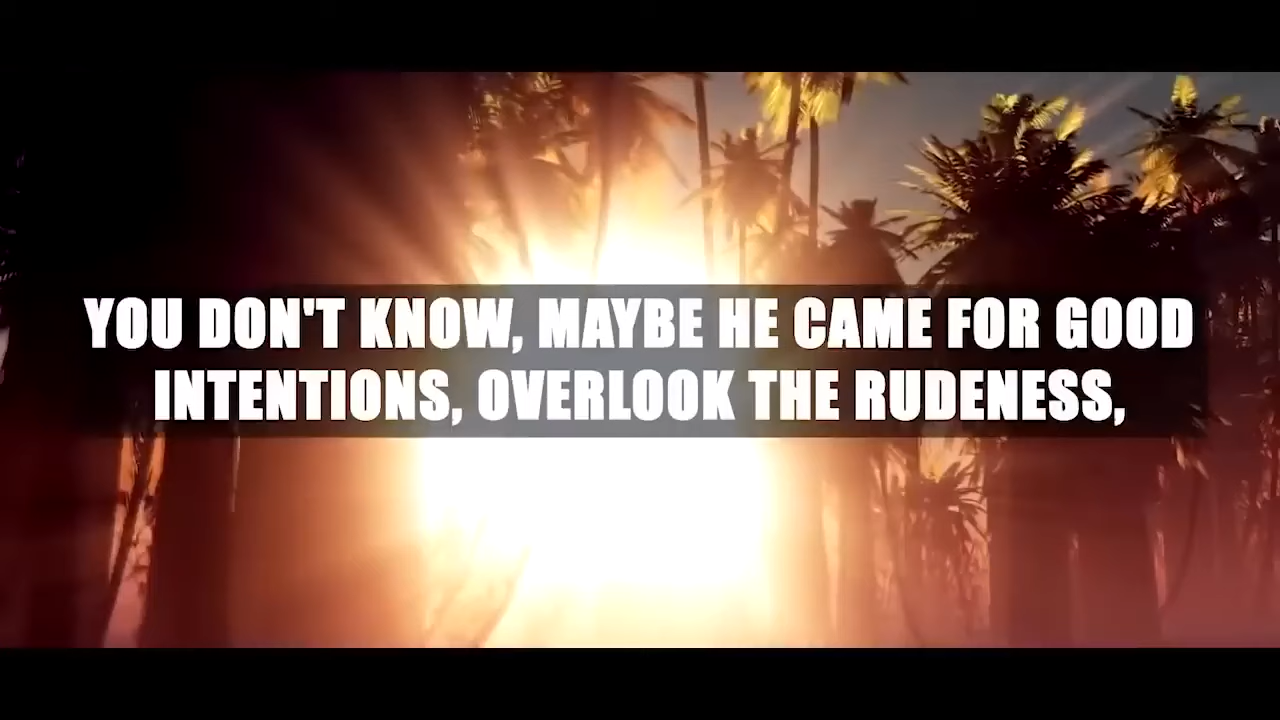 YOU DON'T KNOW, MAYBE HE CAME FOR GOOD
INTENTIONS, OVERLOOK THE RUDENESS,